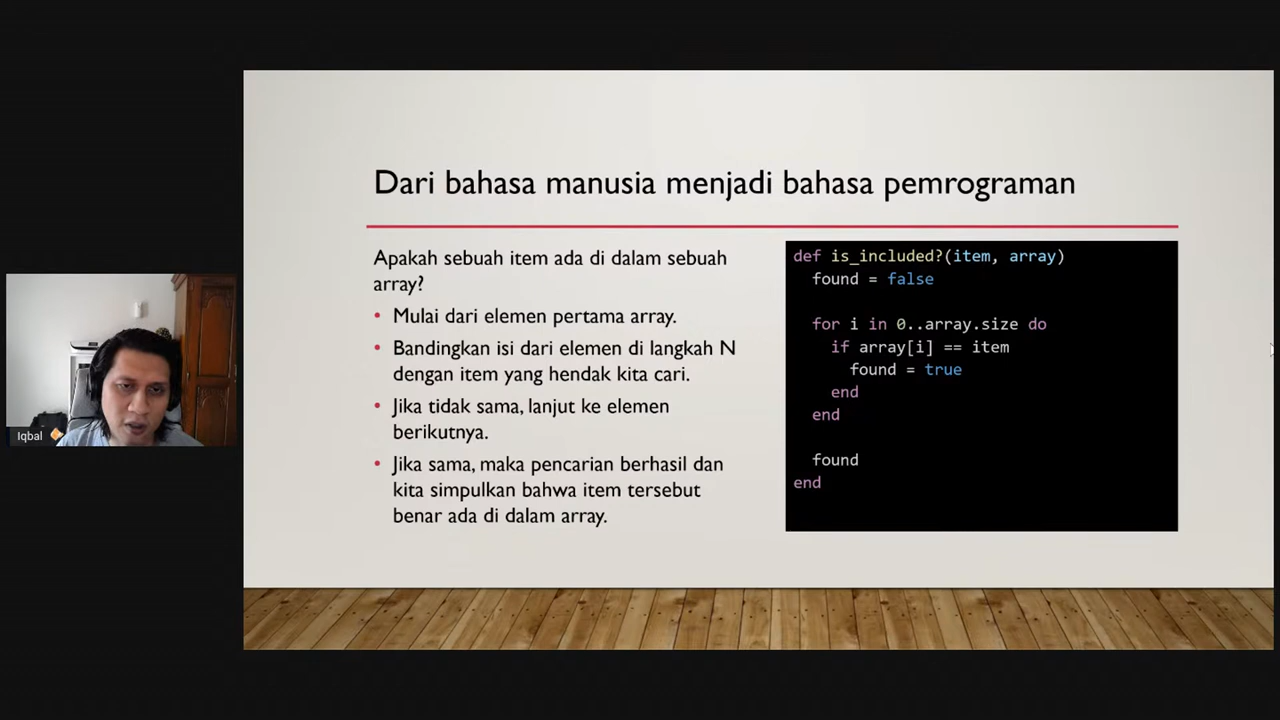 Dari bahasa manusia menjadi bahasa pemrograman
Apakah sebuah item ada di dalam sebuah
array?
• Mulai dari elemen pertama array.
• Bandingkan isi dari elemen di langkah N
dengan item yang hendak kita cari.
• Jika tidak sama, lanjut ke elemen
berikutnya.
• Jika sama, maka pencarian berhasil dan
kita simpulkan bahwa item tersebut
benar ada di dalam array.
def is_included?(item, array)
  found = false
  for i in 0..array.size do
    if array[i] == item
      found = true
    end
  end
  found
end
Iqbal